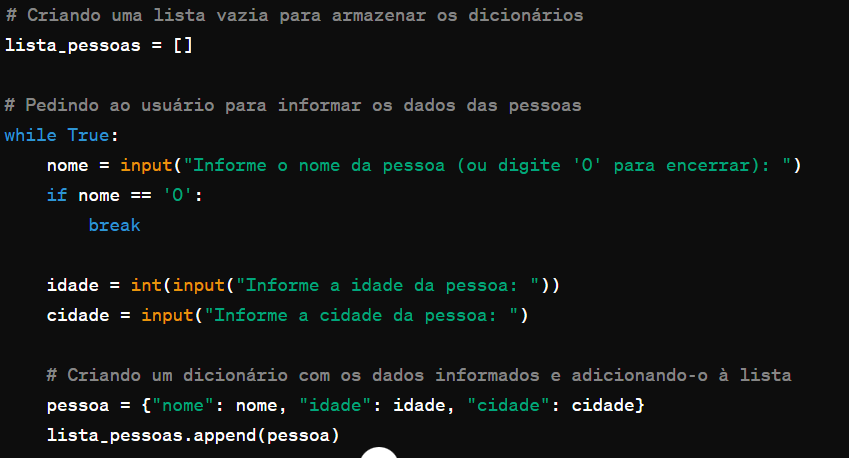 # Criando uma lista vazia para armazenar os dicionários
lista_pessoas = []

# Pedindo ao usuário para informar os dados das pessoas
while True:
    nome = input("Informe o nome da pessoa (ou digite '0' para encerrar): ")
    if nome == '0':
        break

    idade = int(input("Informe a idade da pessoa: "))
    cidade = input("Informe a cidade da pessoa: ")

    # Criando um dicionário com os dados informados e adicionando-o à lista
    pessoa = {"nome": nome, "idade": idade, "cidade": cidade}
    lista_pessoas.append(pessoa)